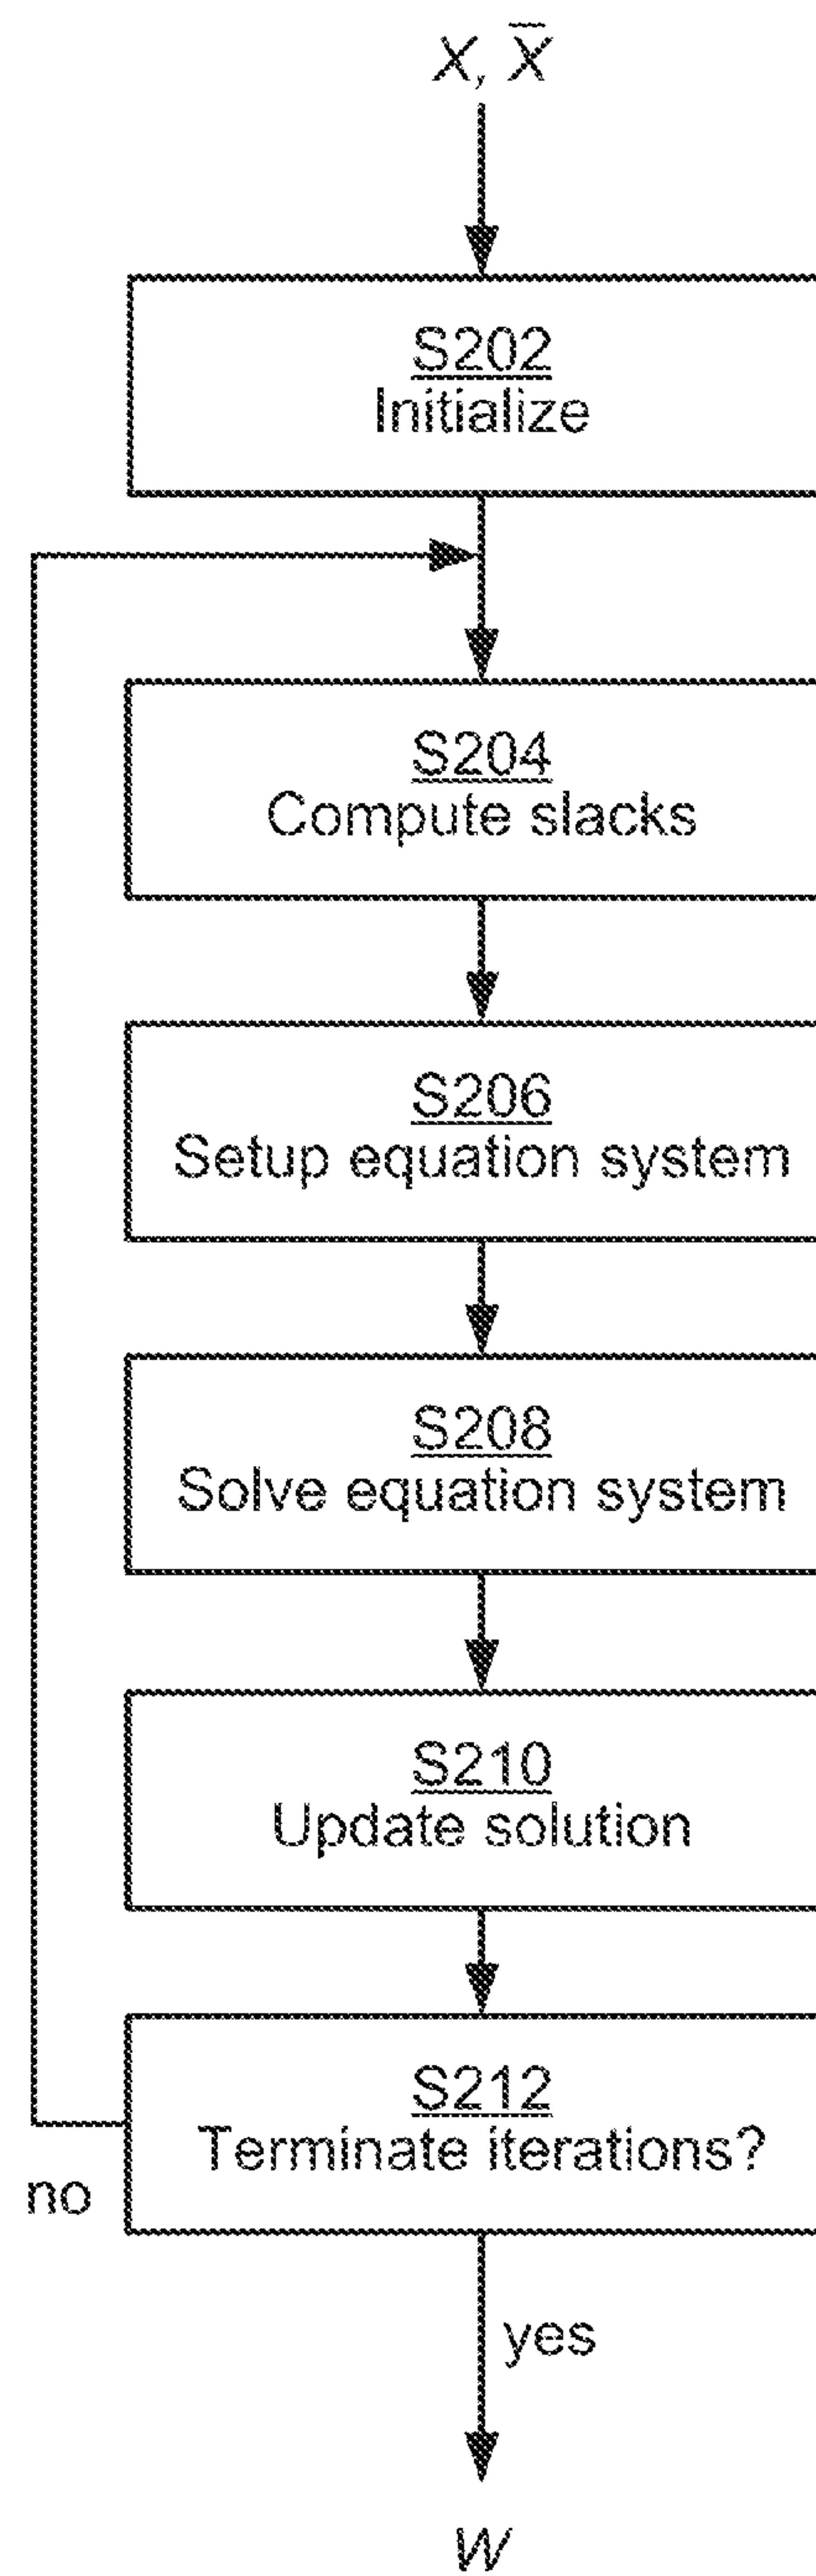 X, X̅
S202
Initialize
S204
Compute slacks
S206
Setup equation system
S208
Solve equation system
S210
Update solution
S212
Terminate iterations?
no
yes
W